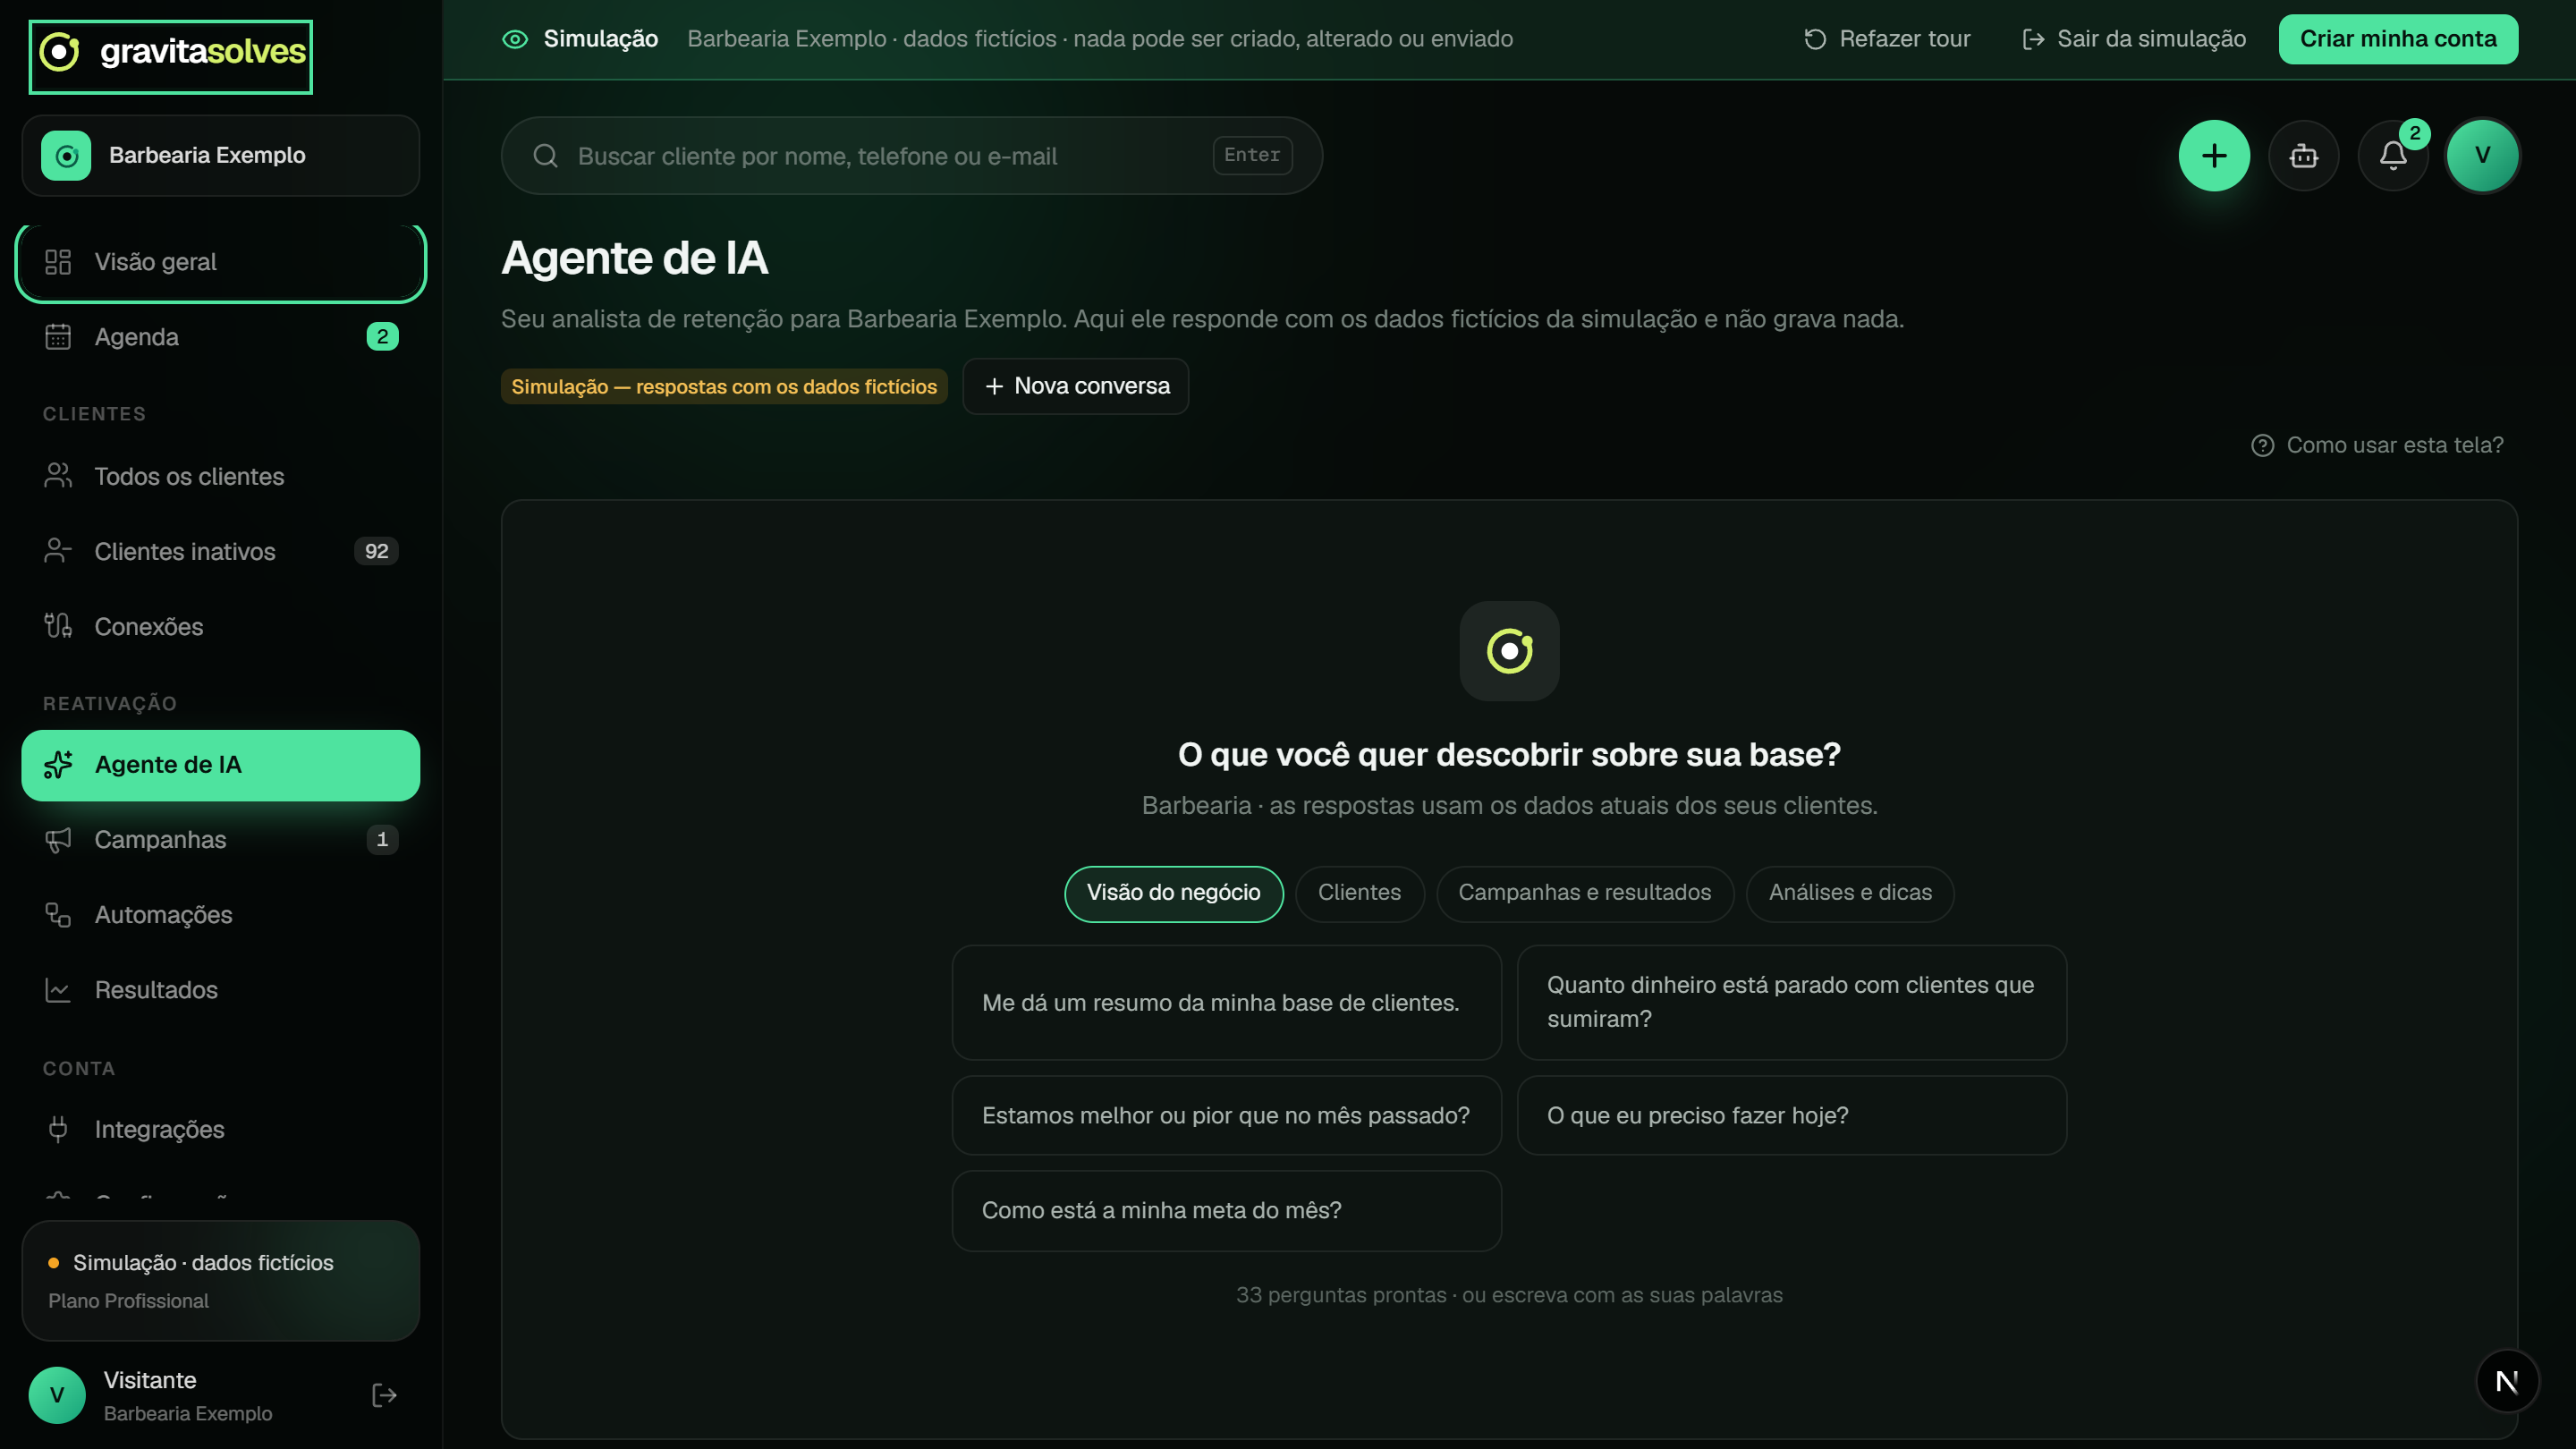 gravitasolves
Barbearia Exemplo
Visão geral
Agenda 2
CLIENTES
Todos os clientes
Clientes inativos 92
Conexões
REATIVAÇÃO
Agente de IA
Campanhas 1
Automações
Resultados
CONTA
Integrações
Simulação · dados fictícios
Plano Profissional
V
Visitante
Barbearia Exemplo
Simulação Barbearia Exemplo · dados fictícios · nada pode ser criado, alterado ou enviado
Refazer tour
Sair da simulação
Criar minha conta
Buscar cliente por nome, telefone ou e-mail Enter
2
V
Agente de IA
Seu analista de retenção para Barbearia Exemplo. Aqui ele responde com os dados fictícios da simulação e não grava nada.
Simulação — respostas com os dados fictícios
+ Nova conversa
Como usar esta tela?
O que você quer descobrir sobre sua base?
Barbearia · as respostas usam os dados atuais dos seus clientes.
Visão do negócio
Clientes
Campanhas e resultados
Análises e dicas
Me dá um resumo da minha base de clientes.
Quanto dinheiro está parado com clientes que
sumiram?
Estamos melhor ou pior que no mês passado?
O que eu preciso fazer hoje?
Como está a minha meta do mês?
33 perguntas prontas · ou escreva com as suas palavras
N